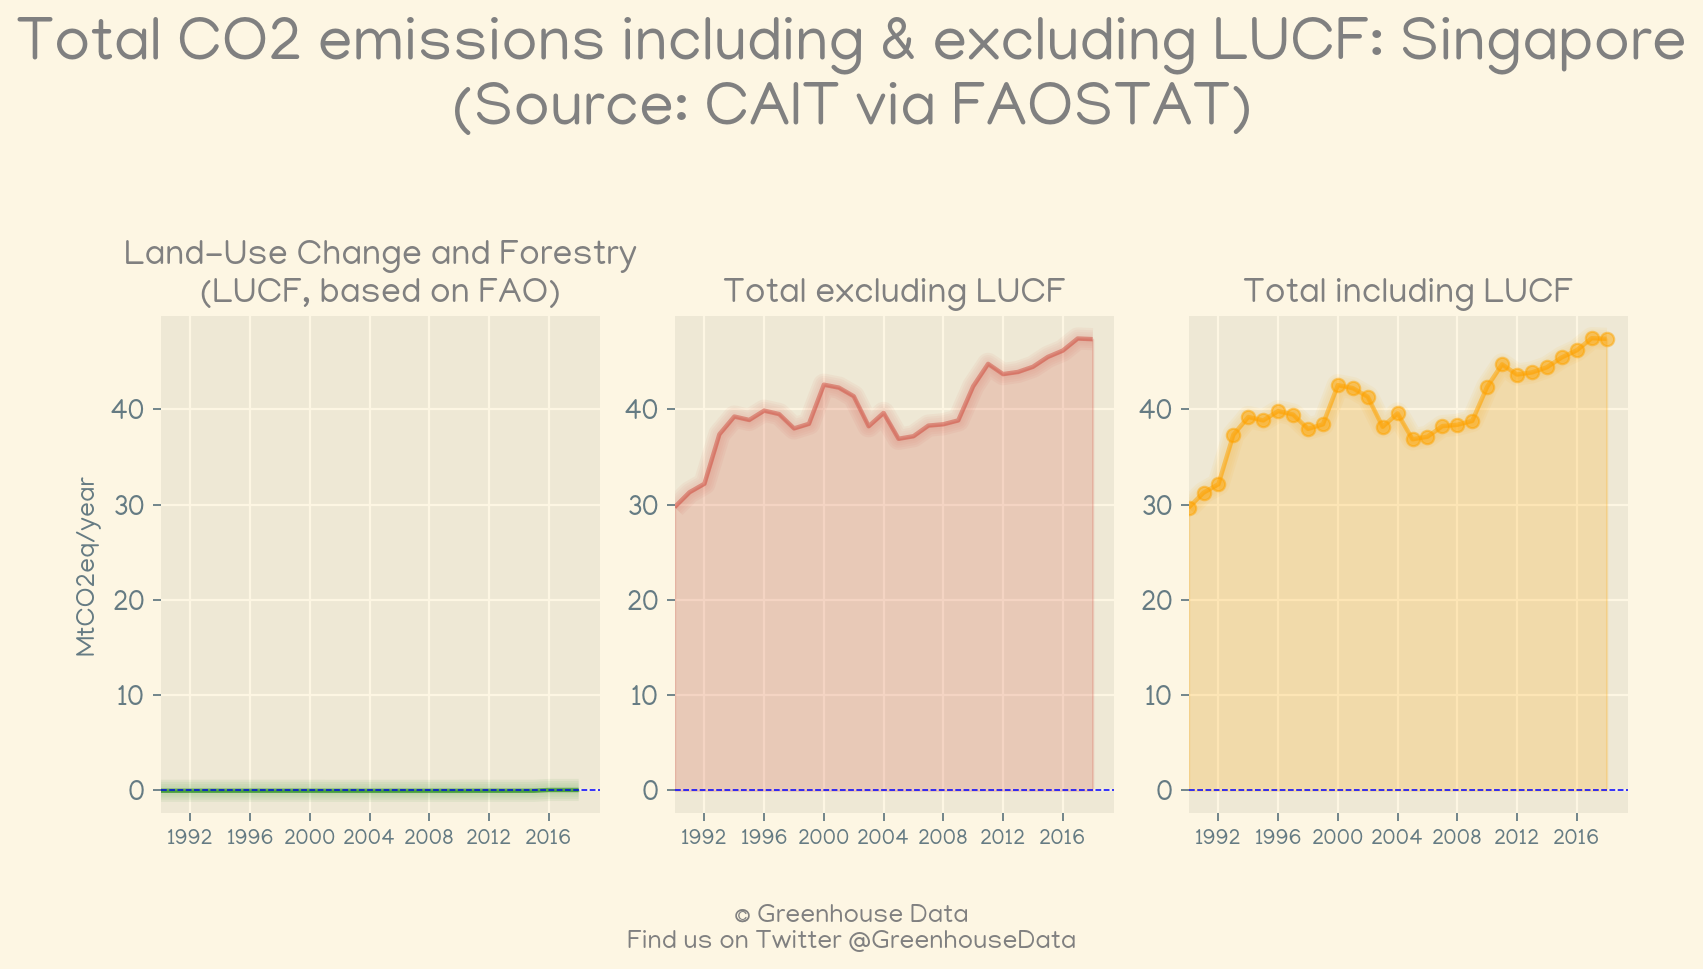 Total CO2 emissions including & excluding LUCF: Singapore
(Source: CAIT via FAOSTAT)
Land-Use Change and Forestry
(LUCF, based on FAO)
Total excluding LUCF
Total including LUCF
MtCO2eq/year
40
30
20
10
0
1992 1996 2000 2004 2008 2012 2016
40
30
20
10
0
1992 1996 2000 2004 2008 2012 2016
40
30
20
10
0
1992 1996 2000 2004 2008 2012 2016
© Greenhouse Data
Find us on Twitter @GreenhouseData